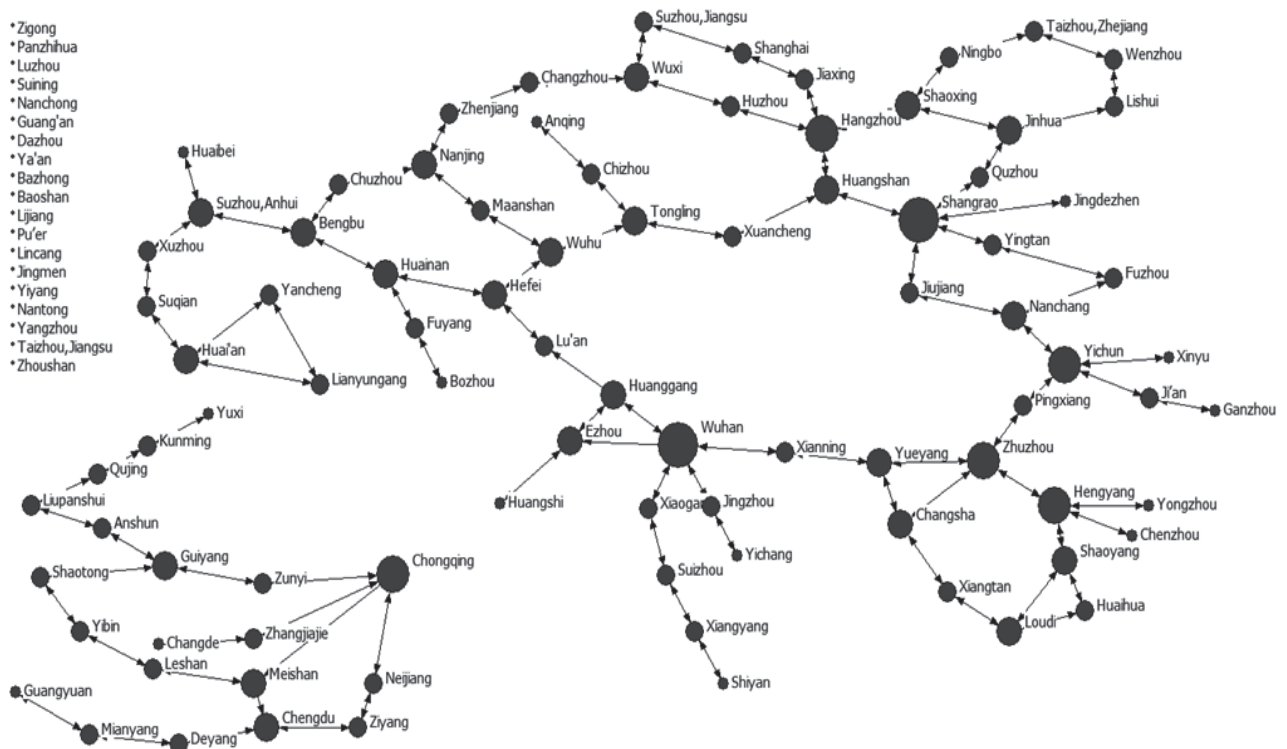 *Zigong
*Panzhihua
*Luzhou
*Suining
*Nanchong
*Guang'an
*Dazhou
*Ya'an
*Bazhong
*Baoshan
*Lijiang
*Pu'er
*Lincang
*Jingmen
*Yiyang
*Nantong
*Yangzhou
*Taizhou,Jiangsu
*Zhoushan
Suzhou,Jiangsu
Shanghai
Jiaxing
Taizhou,Zhejiang
Ningbo
Wenzhou
Lishui
Wuxi
Changzhou
Huzhou
Hangzhou
Shaoxing
Jinhua
Zhenjiang
Anqing
Nanjing
Chizhou
Huangshan
Quzhou
Huaibei
Chuzhou
Suzhou,Anhui
Bengbu
Maanshan
Tongling
Xuancheng
Shangrao
Jingdezhen
Yingtan
Fuzhou
Xuzhou
Wuhu
Huainan
Hefei
Jiujiang
Nanchang
Suqian
Yancheng
Fuyang
Lu'an
Huai'an
Lianyungang
Bozhou
Yichun
Xinyu
Ji'an
Ganzhou
Pingxiang
Huanggang
Ezhou
Wuhan
Xianning
Yueyang
Zhuzhou
Yuxi
Kunming
Qujing
Liupanshui
Anshun
Huangshi
Xiaogan
Jingzhou
Changsha
Hengyang
Yongzhou
Chenzhou
Shaoyang
Guiyang
Shaotong
Zunyi
Chongqing
Yichang
Suizhou
Xiangtan
Huaihua
Loudi
Yibin
Changde
Zhangjiajie
Xiangyang
Leshan
Meishan
Neijiang
Shiyan
Guangyuan
Mianyang
Deyang
Chengdu
Ziyang